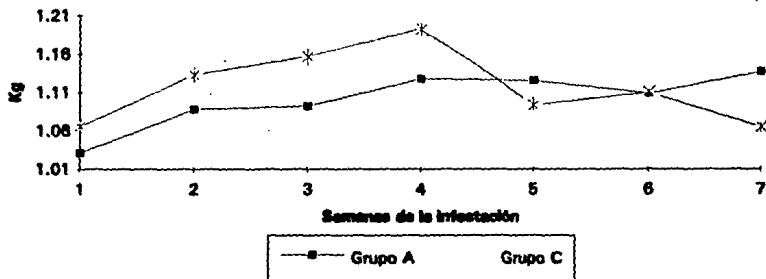 1.21
1.16
Kg
1.11
1.06
1.01
1 2 3 4 5 6 7
Semanas de la infestación
Grupo A Grupo C